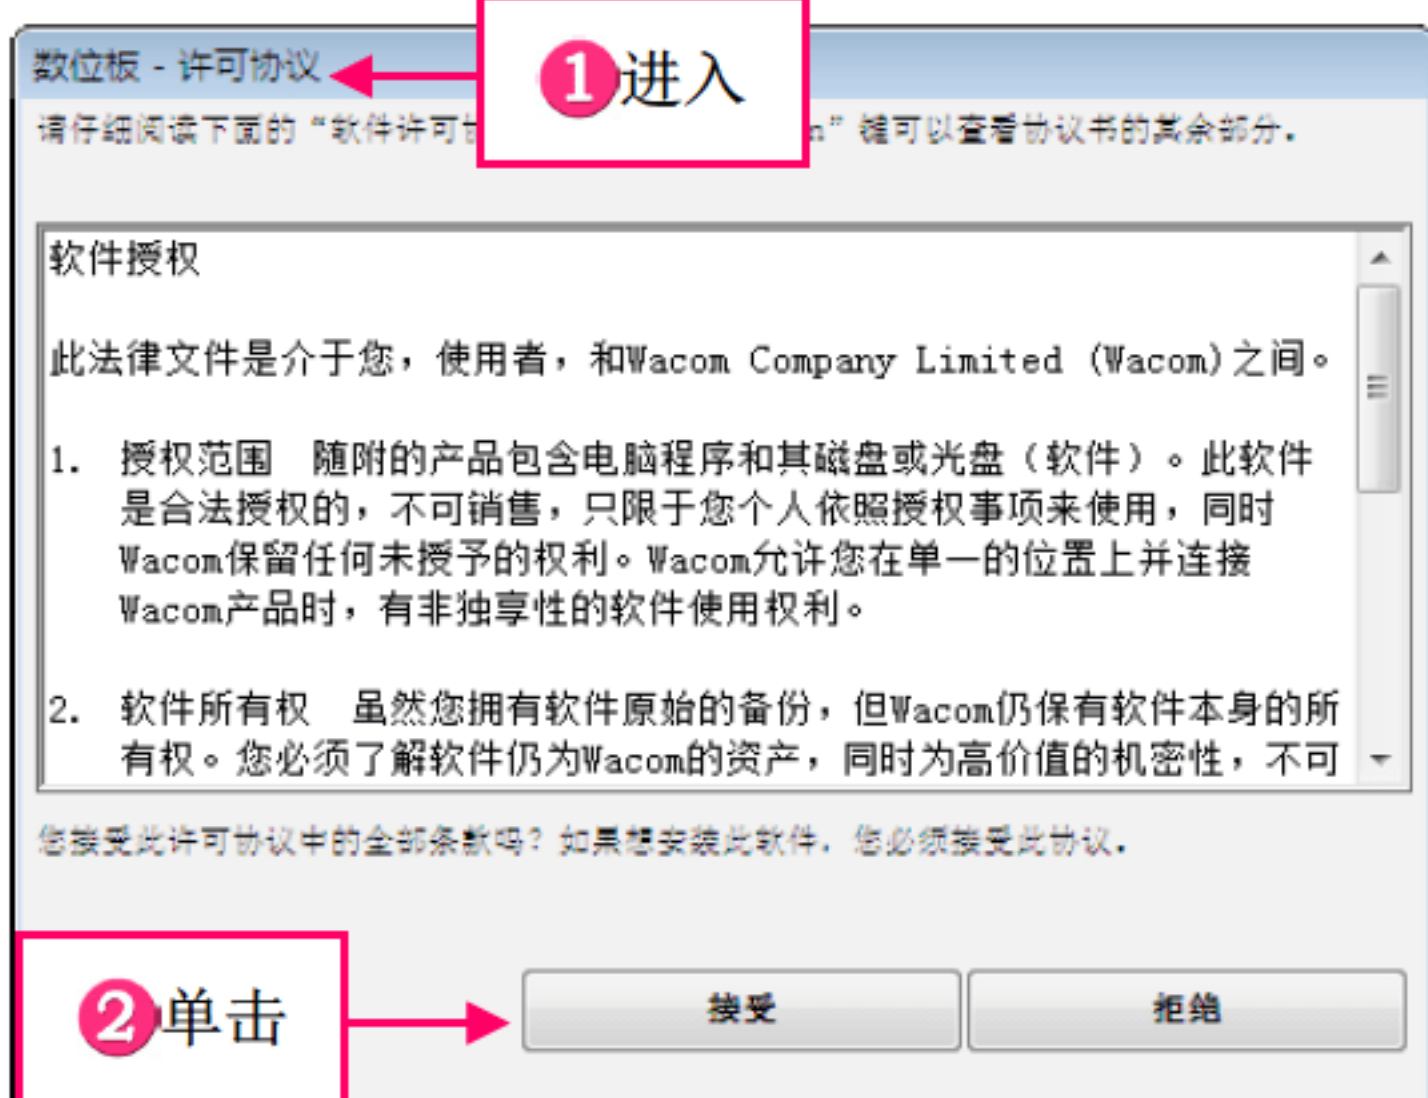 数位板 - 许可协议
❶进入
请仔细阅读下面的“软件许可协 n”键可以查看协议书的其余部分.
软件授权
此法律文件是介于您，使用者，和Wacom Company Limited (Wacom)之间。
1. 授权范围 随附的产品包含电脑程序和其磁盘或光盘（软件）。此软件
是合法授权的，不可销售，只限于您个人依照授权事项来使用，同时
Wacom保留任何未授予的权利。Wacom允许您在单一的位置上并连接
Wacom产品时，有非独享性的软件使用权利。
2. 软件所有权 虽然您拥有软件原始的备份，但Wacom仍保有软件本身的所
有权。您必须了解软件仍为Wacom的资产，同时为高价值的机密性，不可
您接受此许可协议中的全部条款吗? 如果想安装此软件, 您必须接受此协议.
❷单击
接受
拒绝